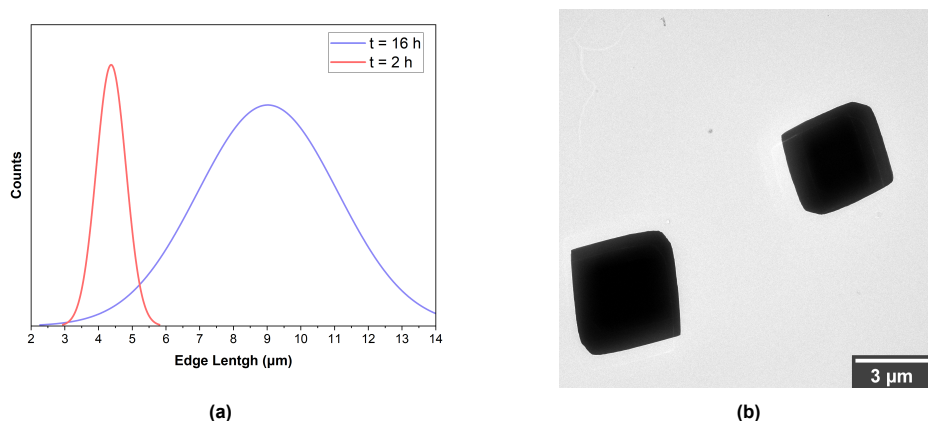 t = 16 h
t = 2 h
Counts
2 3 4 5 6 7 8 9 10 11 12 13 14
Edge Lentgh (µm)
(a)
3 µm
(b)